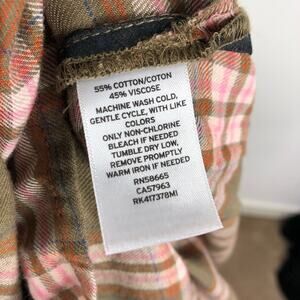 55% COTTON/COTON
45% VISCOSE
MACHINE WASH COLD,
GENTLE CYCLE, WITH LIKE
COLORS
ONLY NON-CHLORINE
BLEACH IF NEEDED
TUMBLE DRY LOW,
REMOVE PROMPTLY
WARM IRON IF NEEDED
RN58665
CA57963
RK417378M1